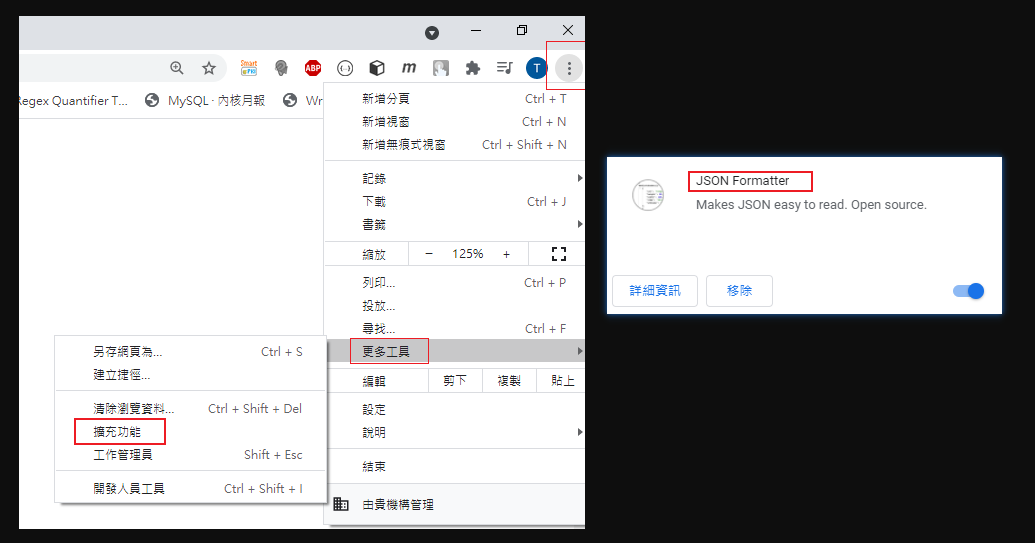 Smart
GPIO
ABP
m
T
Regex Quantifier T...
MySQL · 內核月報
Wr
新增分頁 Ctrl + T
新增視窗 Ctrl + N
新增無痕式視窗 Ctrl + Shift + N
記錄
下載 Ctrl + J
書籤
縮放 − 125% +
列印... Ctrl + P
投放...
尋找... Ctrl + F
更多工具
編輯 剪下 複製 貼上
設定
說明
結束
由貴機構管理
另存網頁為... Ctrl + S
建立捷徑...
清除瀏覽資料... Ctrl + Shift + Del
擴充功能
工作管理員 Shift + Esc
開發人員工具 Ctrl + Shift + I
JSON Formatter
Makes JSON easy to read. Open source.
詳細資訊 移除